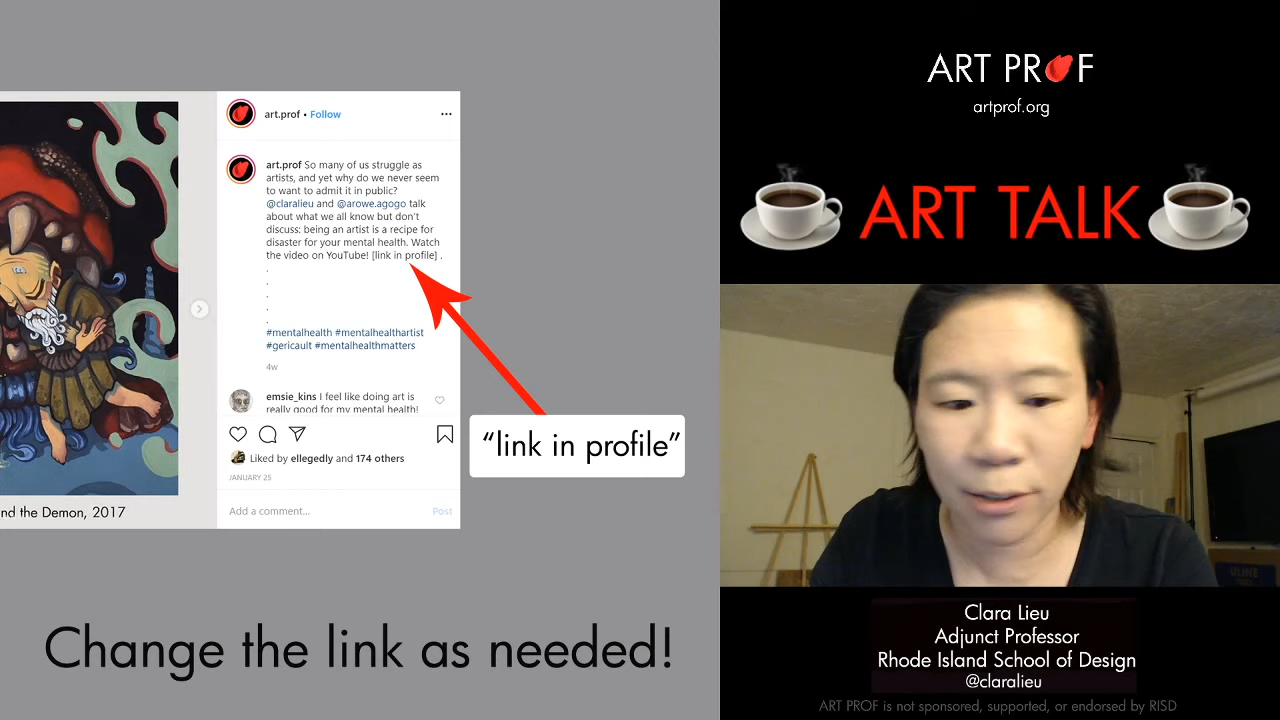 art.prof • Follow
art.prof So many of us struggle as
artists, and yet why do we never seem
to want to admit it in public?
@claralieu and @arowe.agogo talk
about what we all know but don't
discuss: being an artist is a recipe for
disaster for your mental health. Watch
the video on YouTube! [link in profile] .
.
.
.
.
.
#mentalhealth #mentalhealthartist
#gericault #mentalhealthmatters
4w
emsie_kins I feel like doing art is
really good for my mental health!
Liked by ellegedly and 174 others
JANUARY 25
Add a comment... Post
nd the Demon, 2017
“link in profile”
Change the link as needed!
ART PROF
artprof.org
ART TALK
ULINE
Clara Lieu
Adjunct Professor
Rhode Island School of Design
@claralieu
ART PROF is not sponsored, supported, or endorsed by RISD